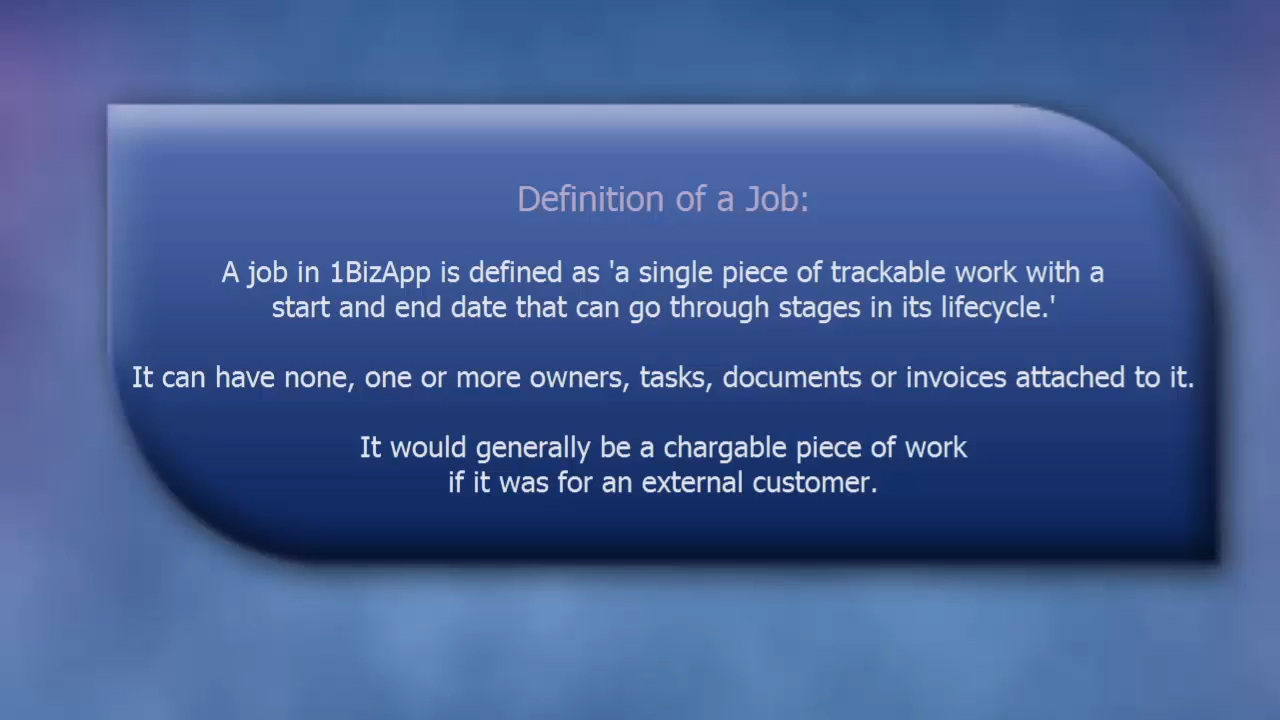 Definition of a Job:
A job in 1BizApp is defined as 'a single piece of trackable work with a
start and end date that can go through stages in its lifecycle.'
It can have none, one or more owners, tasks, documents or invoices attached to it.
It would generally be a chargable piece of work
if it was for an external customer.